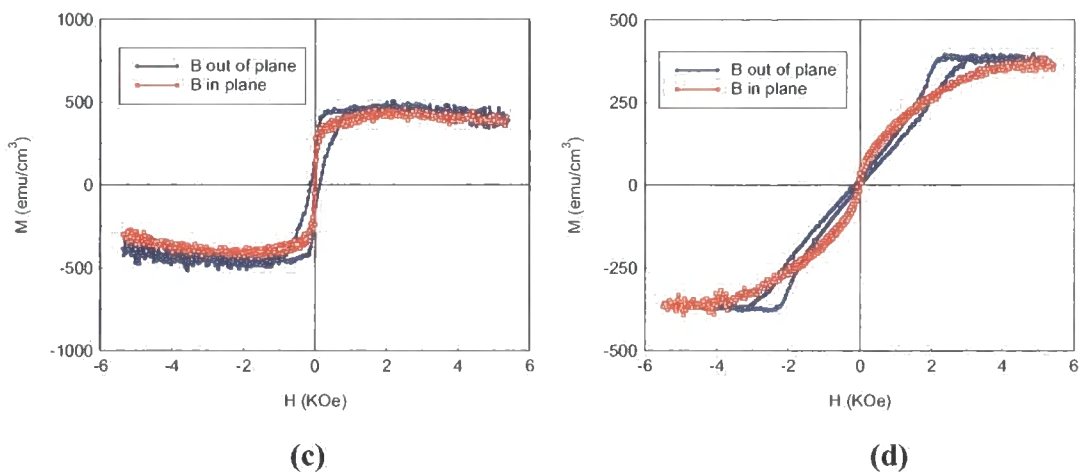 1000
500
0
-500
-1000
M (emu/cm³)
B out of plane
B in plane
-6 -4 -2 0 2 4 6
H (KOe)
(c)
500
250
0
-250
-500
M (emu/cm³)
B out of plane
B in plane
-6 -4 -2 0 2 4 6
H (KOe)
(d)